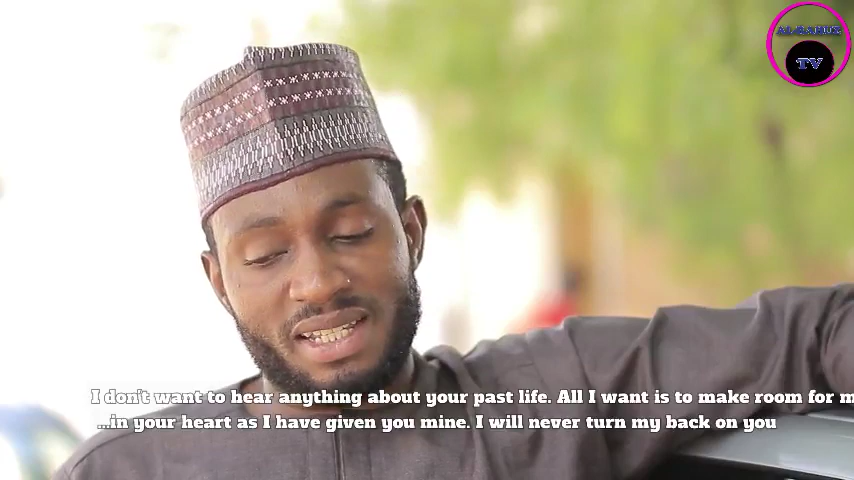 TV
I don't want to hear anything about your past life. All I want is to make room for m
...in your heart as I have given you mine. I will never turn my back on you